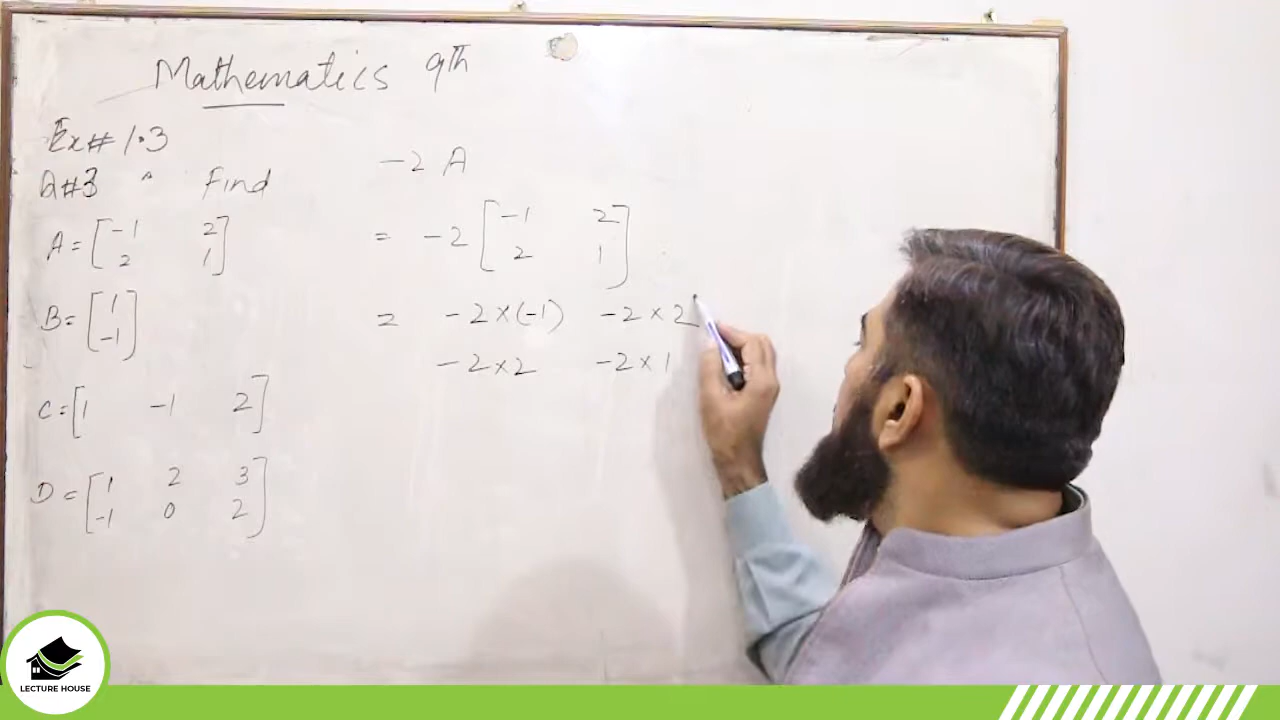 Mathematics 9th
Ex# 1.3
Q#3 " Find
A = [-1 2
2 1]
B = [1
-1]
C = [1 -1 2]
D = [1 2 3
-1 0 2]
-2 A
= -2 [-1 2
2 1]
= -2×(-1) -2×2
-2×2 -2×1
LECTURE HOUSE